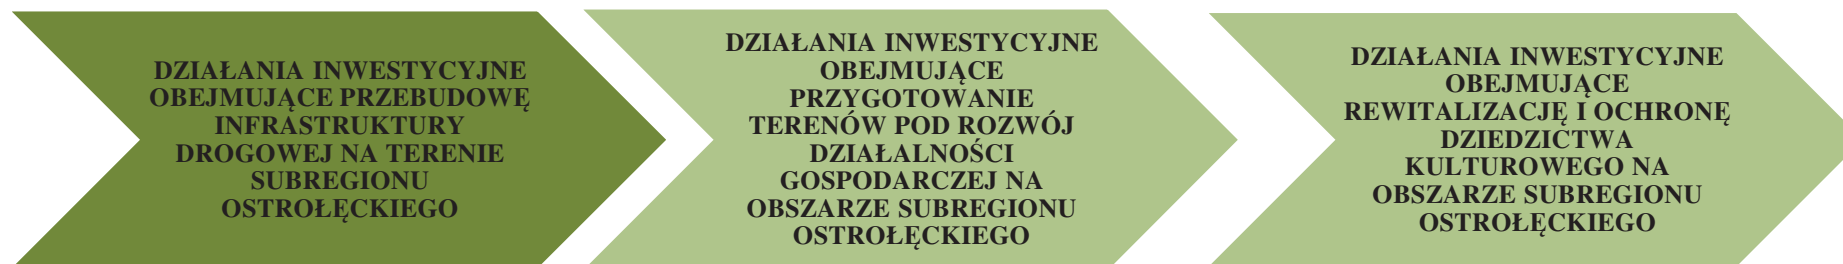 DZIAŁANIA INWESTYCYJNE
OBEJMUJĄCE PRZEBUDOWĘ
INFRASTRUKTURY
DROGOWEJ NA TERENIE
SUBREGIONU
OSTROŁĘCKIEGO
DZIAŁANIA INWESTYCYJNE
OBEJMUJĄCE
PRZYGOTOWANIE
TERENÓW POD ROZWÓJ
DZIAŁALNOŚCI
GOSPODARCZEJ NA
OBSZARZE SUBREGIONU
OSTROŁĘCKIEGO
DZIAŁANIA INWESTYCYJNE
OBEJMUJĄCE
REWITALIZACJĘ I OCHRONĘ
DZIEDZICTWA
KULTUROWEGO NA
OBSZARZE SUBREGIONU
OSTROŁĘCKIEGO